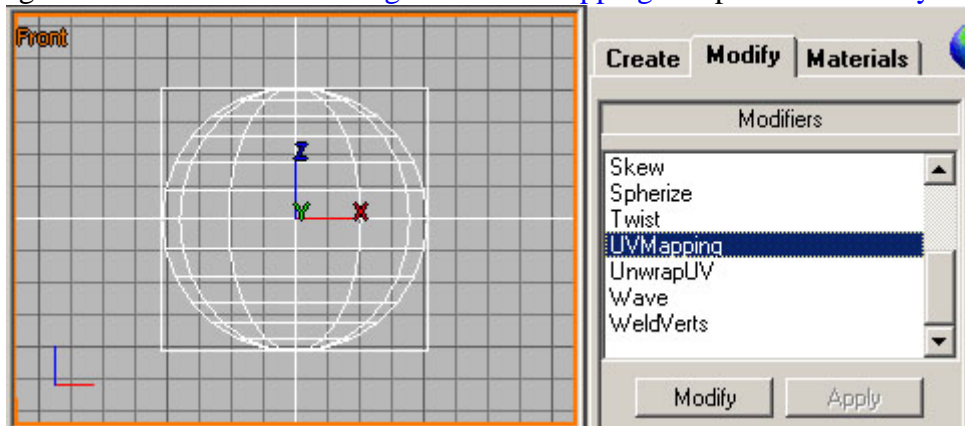 Front
Z
Y X
Create Modify Materials
Modifiers
Skew
Spherize
Twist
UVMapping
UnwrapUV
Wave
WeldVerts
Modify Apply